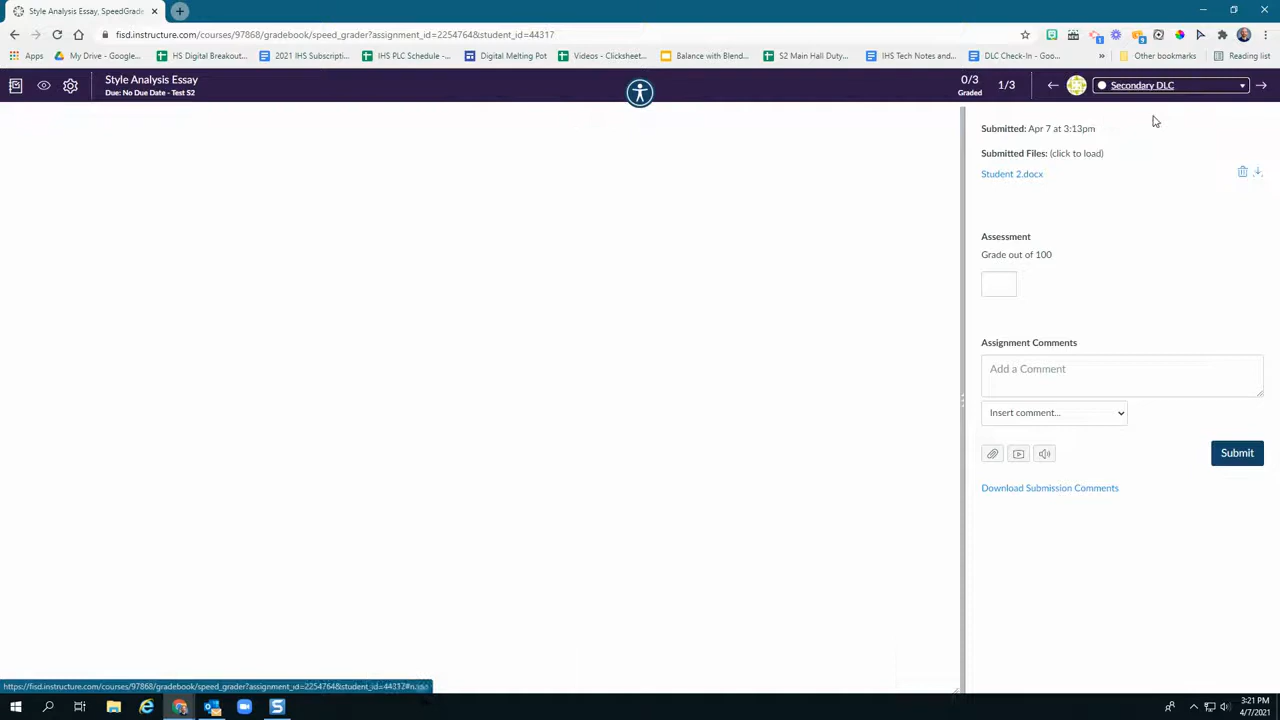 Style Analysis Essay, SpeedGrade
fisd.instructure.com/courses/97868/gradebook/speed_grader?assignment_id=2254764&student_id=44317
Apps
My Drive - Google...
HS Digital Breakout...
2021 IHS Subscripti...
IHS PLC Schedule -...
Digital Melting Pot
Videos - Clicksheet...
Balance with Blend...
S2 Main Hall Duty...
IHS Tech Notes and...
DLC Check-In - Goo...
»
Other bookmarks
Reading list
Style Analysis Essay
Due: No Due Date - Test S2
0/3
Graded
1/3
Secondary DLC
Submitted: Apr 7 at 3:13pm
Submitted Files: (click to load)
Student 2.docx
Assessment
Grade out of 100
Assignment Comments
Add a Comment
Insert comment...
Submit
Download Submission Comments
3:21 PM
4/7/2021